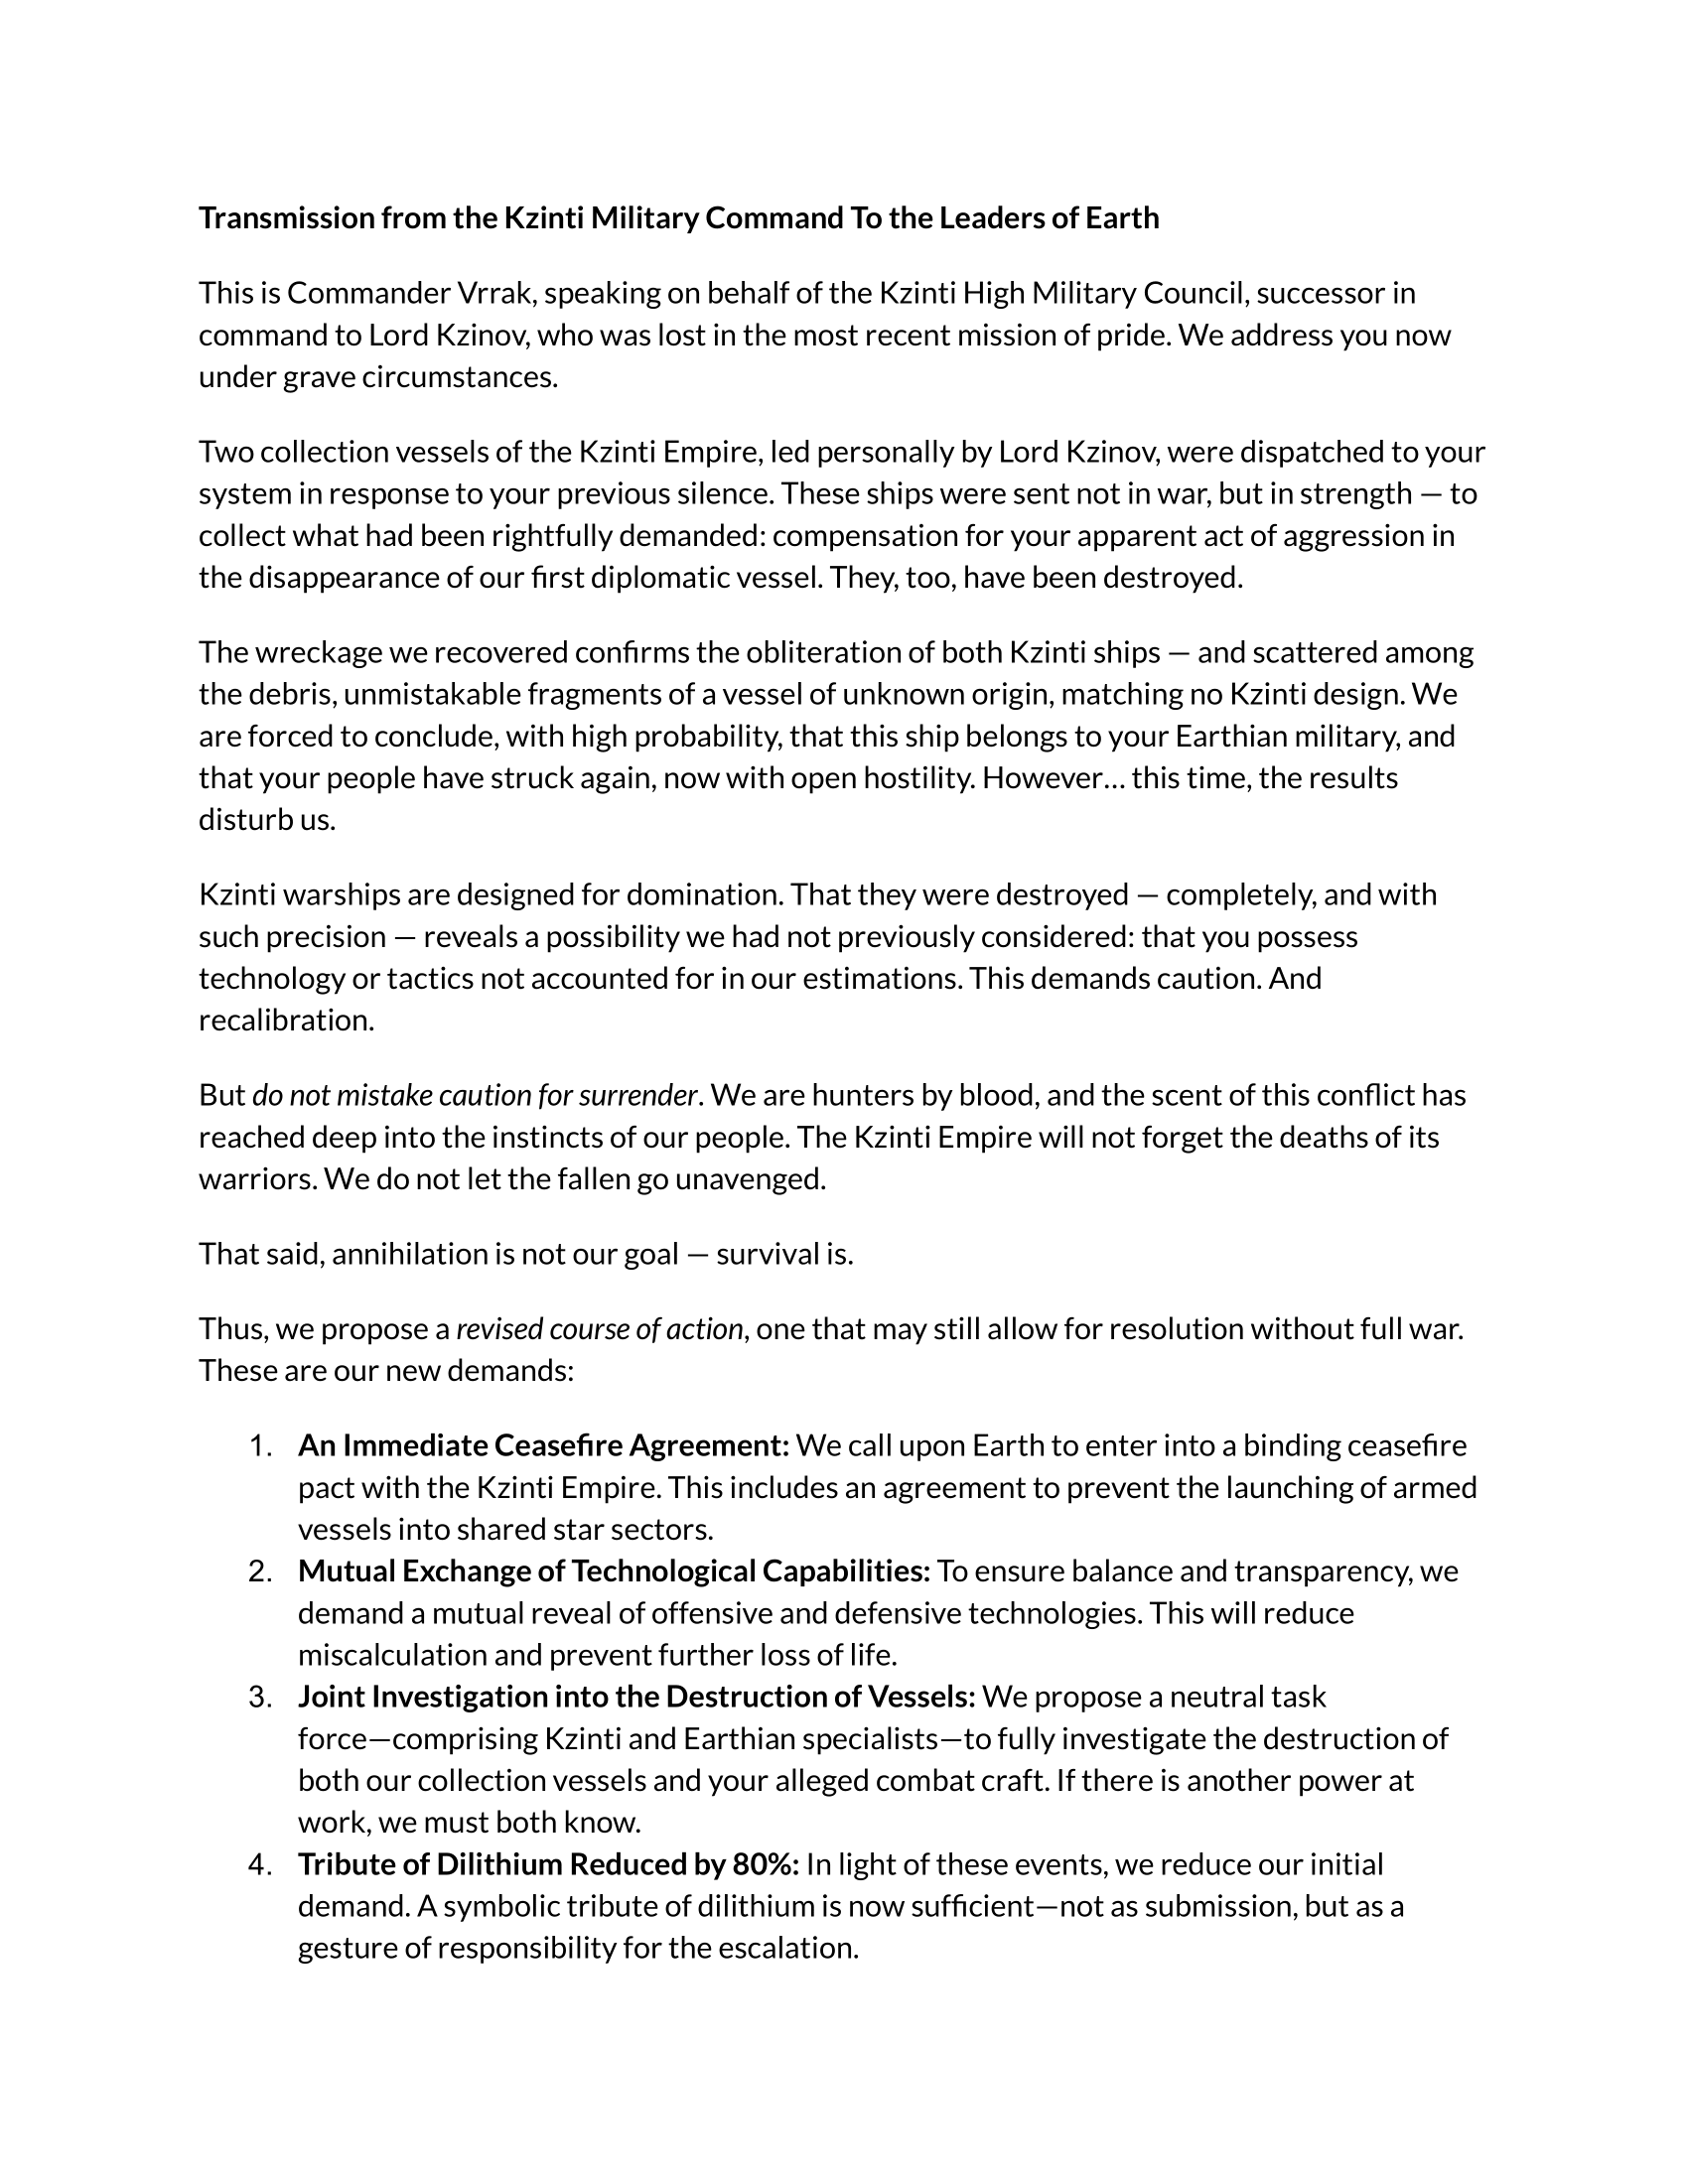 Transmission from the Kzinti Military Command To the Leaders of Earth
This is Commander Vrrak, speaking on behalf of the Kzinti High Military Council, successor in
command to Lord Kzinov, who was lost in the most recent mission of pride. We address you now
under grave circumstances.
Two collection vessels of the Kzinti Empire, led personally by Lord Kzinov, were dispatched to your
system in response to your previous silence. These ships were sent not in war, but in strength — to
collect what had been rightfully demanded: compensation for your apparent act of aggression in
the disappearance of our first diplomatic vessel. They, too, have been destroyed.
The wreckage we recovered confirms the obliteration of both Kzinti ships — and scattered among
the debris, unmistakable fragments of a vessel of unknown origin, matching no Kzinti design. We
are forced to conclude, with high probability, that this ship belongs to your Earthian military, and
that your people have struck again, now with open hostility. However… this time, the results
disturb us.
Kzinti warships are designed for domination. That they were destroyed — completely, and with
such precision — reveals a possibility we had not previously considered: that you possess
technology or tactics not accounted for in our estimations. This demands caution. And
recalibration.
But do not mistake caution for surrender. We are hunters by blood, and the scent of this conflict has
reached deep into the instincts of our people. The Kzinti Empire will not forget the deaths of its
warriors. We do not let the fallen go unavenged.
That said, annihilation is not our goal — survival is.
Thus, we propose a revised course of action, one that may still allow for resolution without full war.
These are our new demands:
1. An Immediate Ceasefire Agreement: We call upon Earth to enter into a binding ceasefire
pact with the Kzinti Empire. This includes an agreement to prevent the launching of armed
vessels into shared star sectors.
2. Mutual Exchange of Technological Capabilities: To ensure balance and transparency, we
demand a mutual reveal of offensive and defensive technologies. This will reduce
miscalculation and prevent further loss of life.
3. Joint Investigation into the Destruction of Vessels: We propose a neutral task
force—comprising Kzinti and Earthian specialists—to fully investigate the destruction of
both our collection vessels and your alleged combat craft. If there is another power at
work, we must both know.
4. Tribute of Dilithium Reduced by 80%: In light of these events, we reduce our initial
demand. A symbolic tribute of dilithium is now sufficient—not as submission, but as a
gesture of responsibility for the escalation.